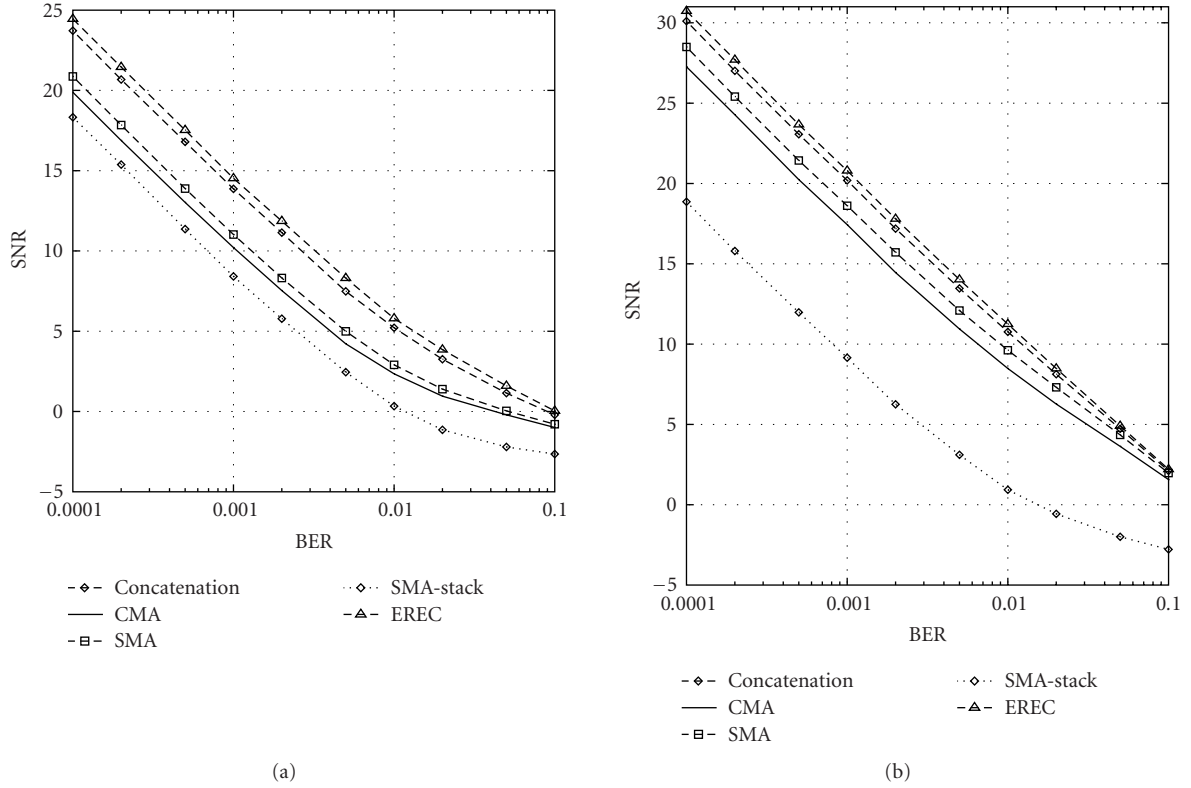 25
20
15
10
5
0
−5
SNR
0.0001
0.001
0.01
0.1
BER
Concatenation
CMA
SMA
SMA-stack
EREC
(a)
30
25
20
15
10
5
0
−5
SNR
0.0001
0.001
0.01
0.1
BER
Concatenation
CMA
SMA
SMA-stack
EREC
(b)